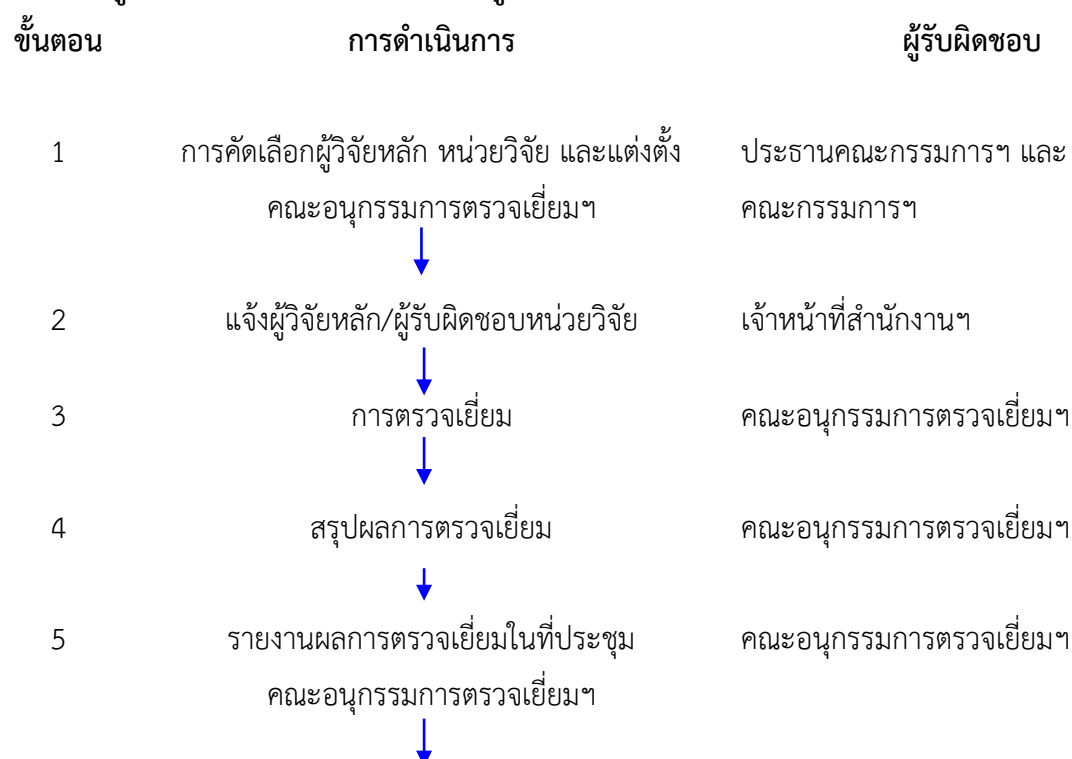 ขั้นตอน การดำเนินการ ผู้รับผิดชอบ
1 การคัดเลือกผู้วิจัยหลัก หน่วยวิจัย และแต่งตั้ง ประธานคณะกรรมการฯ และ
คณะอนุกรรมการตรวจเยี่ยมฯ คณะกรรมการฯ
2 แจ้งผู้วิจัยหลัก/ผู้รับผิดชอบหน่วยวิจัย เจ้าหน้าที่สำนักงานฯ
3 การตรวจเยี่ยม คณะอนุกรรมการตรวจเยี่ยมฯ
4 สรุปผลการตรวจเยี่ยม คณะอนุกรรมการตรวจเยี่ยมฯ
5 รายงานผลการตรวจเยี่ยมในที่ประชุม คณะอนุกรรมการตรวจเยี่ยมฯ
คณะอนุกรรมการตรวจเยี่ยมฯ